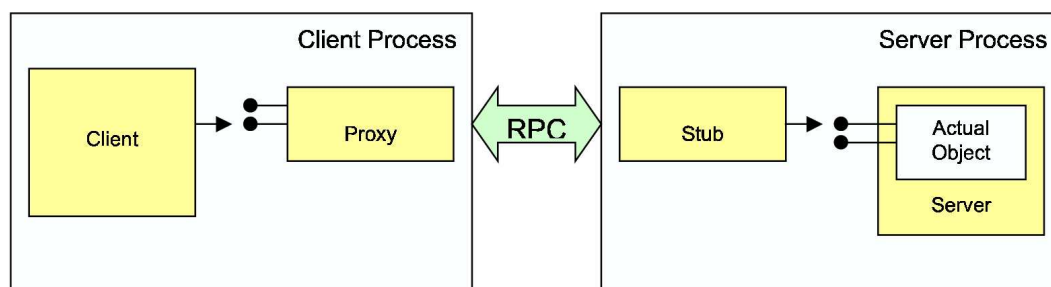 Client Process
Client
Proxy
RPC
Server Process
Stub
Actual
Object
Server